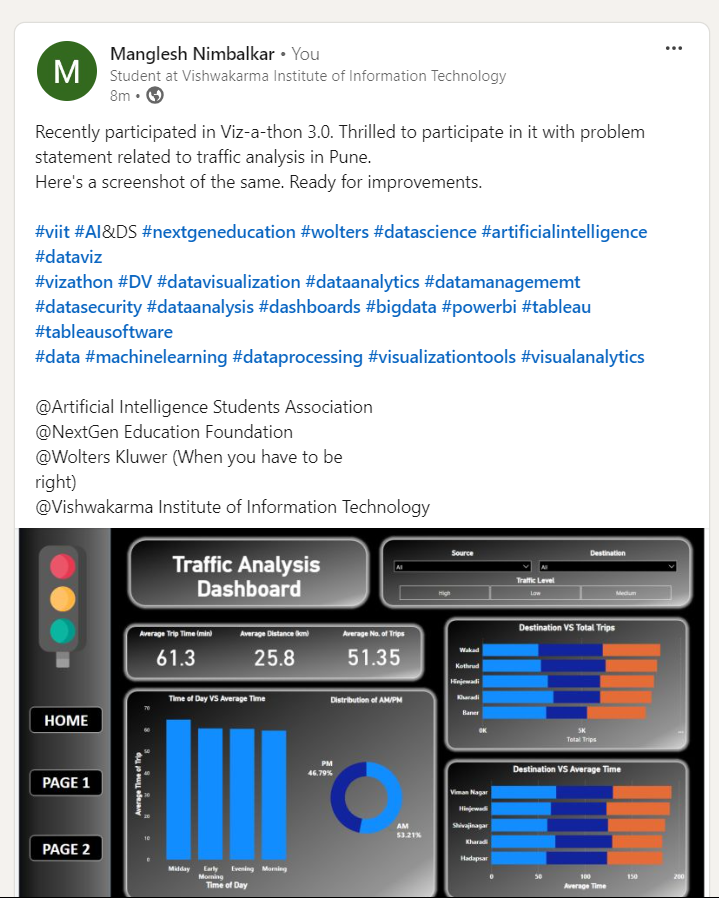 M
Manglesh Nimbalkar • You
Student at Vishwakarma Institute of Information Technology
8m •
Recently participated in Viz-a-thon 3.0. Thrilled to participate in it with problem
statement related to traffic analysis in Pune.
Here's a screenshot of the same. Ready for improvements.
#viit #AI&DS #nextgeneducation #wolters #datascience #artificialintelligence
#dataviz
#vizathon #DV #datavisualization #dataanalytics #datamanagememt
#datasecurity #dataanalysis #dashboards #bigdata #powerbi #tableau
#tableausoftware
#data #machinelearning #dataprocessing #visualizationtools #visualanalytics
@Artificial Intelligence Students Association
@NextGen Education Foundation
@Wolters Kluwer (When you have to be
right)
@Vishwakarma Institute of Information Technology
Traffic Analysis
Dashboard
Source
Destination
All
All
Traffic Level
High
Low
Medium
Average Trip Time (min)
Average Distance (km)
Average No. of Trips
61.3
25.8
51.35
HOME
PAGE 1
PAGE 2
Time of Day VS Average Time
Average Time of Trip
70
60
50
40
30
20
10
0
Midday
Early
Morning
Evening
Morning
Time of Day
Distribution of AM/PM
PM
46.79%
AM
53.21%
Destination VS Total Trips
Wakad
Kothrud
Hinjewadi
Kharadi
Baner
0K
5K
Total Trips
Destination VS Average Time
Viman Nagar
Hinjewadi
Shivajinagar
Kharadi
Hadapsar
0
50
100
150
200
Average Time